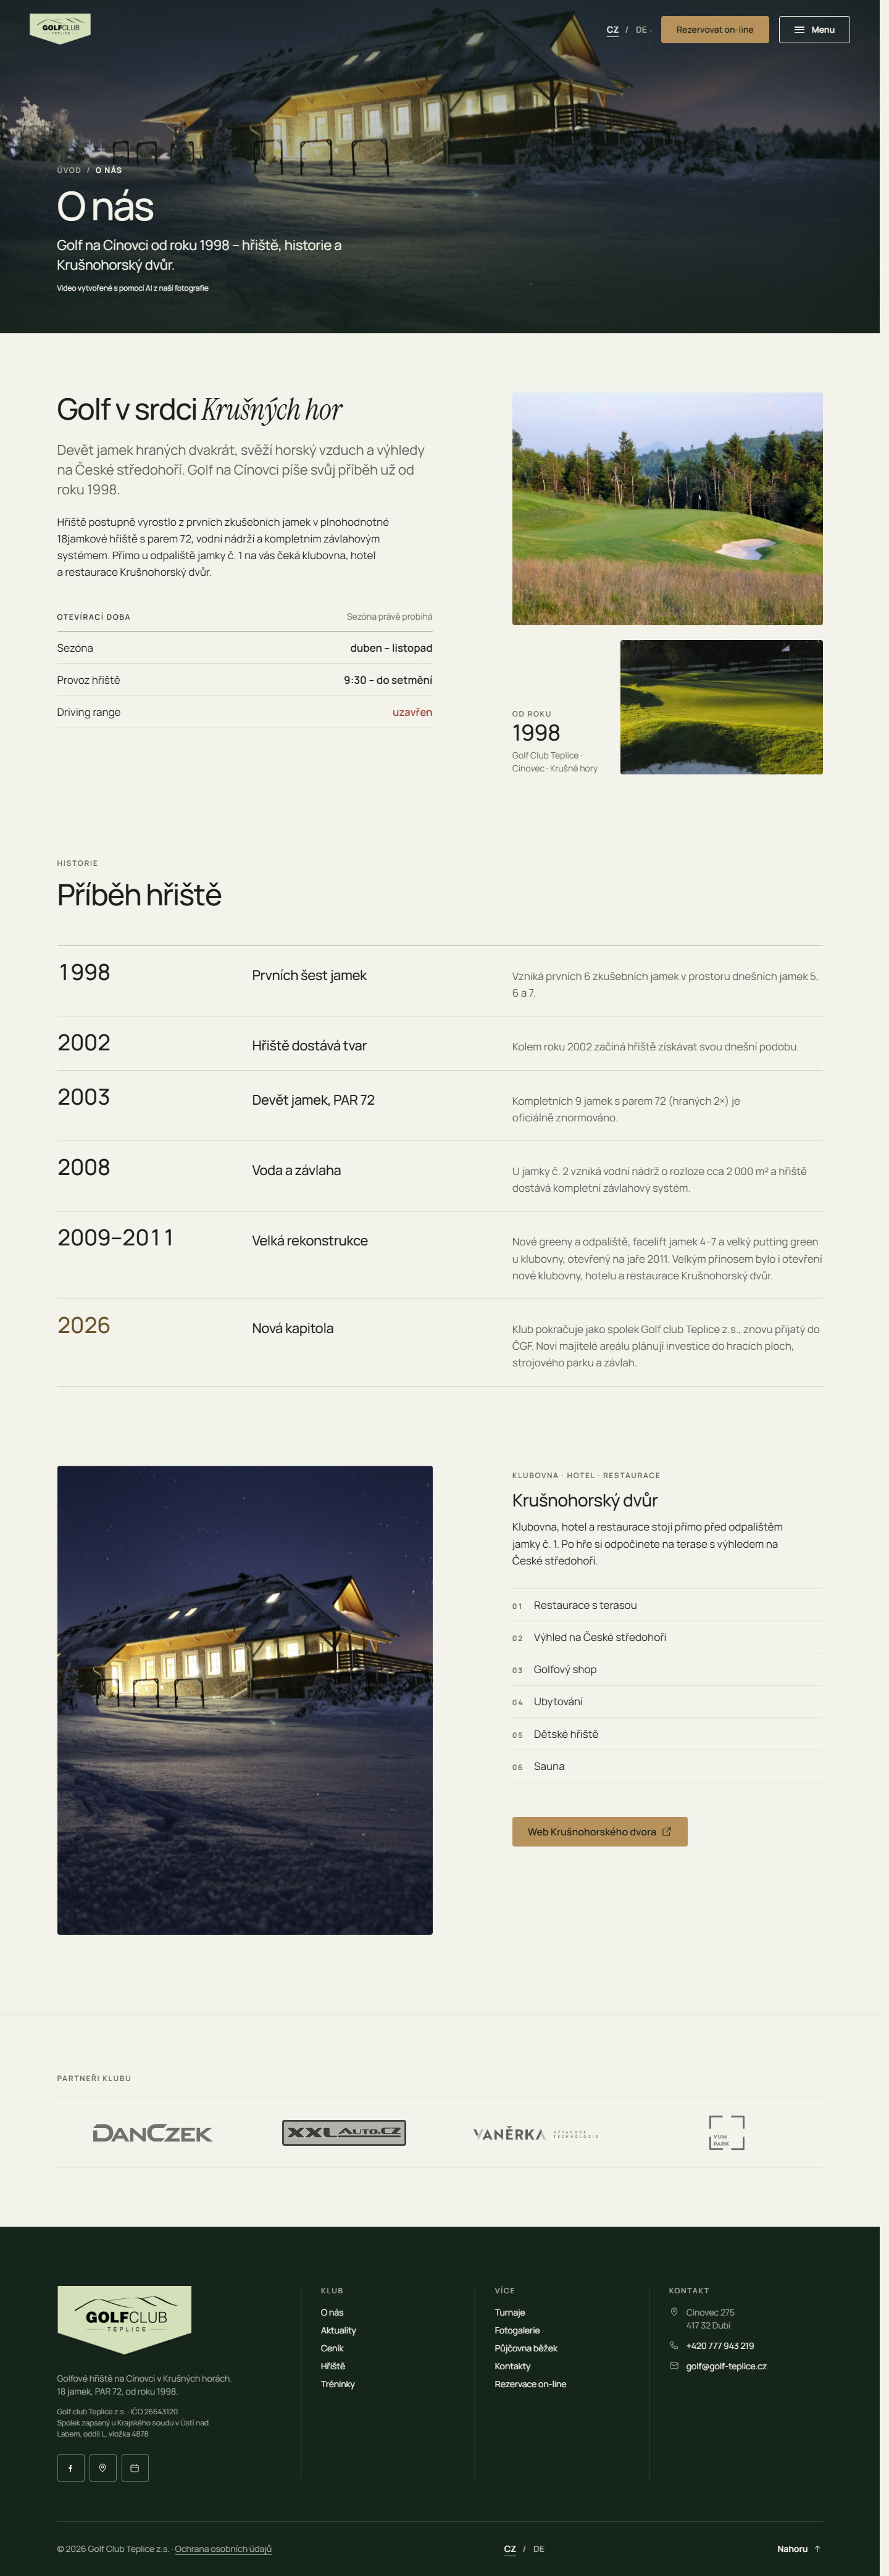 GOLFCLUB
TEPLICE
CZ / DE
Rezervovat on-line
Menu
ÚVOD / O NÁS
O nás
Golf na Cínovci od roku 1998 – hřiště, historie a
Krušnohorský dvůr.
Video vytvořené s pomocí AI z naší fotografie
Golf v srdci Krušných hor
Devět jamek hraných dvakrát, svěží horský vzduch a výhledy
na České středohoří. Golf na Cínovci píše svůj příběh už od
roku 1998.
Hřiště postupně vyrostlo z prvních zkušebních jamek v plnohodnotné
18jamkové hřiště s parem 72, vodní nádrží a kompletním závlahovým
systémem. Přímo u odpaliště jamky č. 1 na vás čeká klubovna, hotel
a restaurace Krušnohorský dvůr.
OTEVÍRACÍ DOBA
Sezóna právě probíhá
Sezóna duben – listopad
Provoz hřiště 9:30 – do setmění
Driving range uzavřen
OD ROKU
1998
Golf Club Teplice ·
Cínovec · Krušné hory
HISTORIE
Příběh hřiště
1998 Prvních šest jamek
Vzniká prvních 6 zkušebních jamek v prostoru dnešních jamek 5,
6 a 7.
2002 Hřiště dostává tvar
Kolem roku 2002 začíná hřiště získávat svou dnešní podobu.
2003 Devět jamek, PAR 72
Kompletních 9 jamek s parem 72 (hraných 2×) je
oficiálně znormováno.
2008 Voda a závlaha
U jamky č. 2 vzniká vodní nádrž o rozloze cca 2 000 m² a hřiště
dostává kompletní závlahový systém.
2009–2011 Velká rekonstrukce
Nové greeny a odpaliště, facelift jamek 4–7 a velký putting green
u klubovny, otevřený na jaře 2011. Velkým přínosem bylo i otevření
nové klubovny, hotelu a restaurace Krušnohorský dvůr.
2026 Nová kapitola
Klub pokračuje jako spolek Golf club Teplice z.s., znovu přijatý do
ČGF. Noví majitelé areálu plánují investice do hracích ploch,
strojového parku a závlah.
KLUBOVNA · HOTEL · RESTAURACE
Krušnohorský dvůr
Klubovna, hotel a restaurace stojí přímo před odpalištěm
jamky č. 1. Po hře si odpočinete na terase s výhledem na
České středohoří.
01 Restaurace s terasou
02 Výhled na České středohoří
03 Golfový shop
04 Ubytování
05 Dětské hřiště
06 Sauna
Web Krušnohorského dvora
PARTNEŘI KLUBU
DANCZEK
XXL AUTO.CZ
VANĚRKA VÝTAHOVÉ TECHNOLOGIE
VUM
PARK
GOLFCLUB
TEPLICE
Golfové hřiště na Cínovci v Krušných horách.
18 jamek, PAR 72, od roku 1998.
Golf club Teplice z.s. · IČO 26643120
Spolek zapsaný u Krajského soudu v Ústí nad
Labem, oddíl L, vložka 4878
KLUB
O nás
Aktuality
Ceník
Hřiště
Tréninky
VÍCE
Turnaje
Fotogalerie
Půjčovna běžek
Kontakty
Rezervace on-line
KONTAKT
Cínovec 275
417 32 Dubí
+420 777 943 219
golf@golf-teplice.cz
© 2026 Golf Club Teplice z.s. · Ochrana osobních údajů
CZ / DE
Nahoru